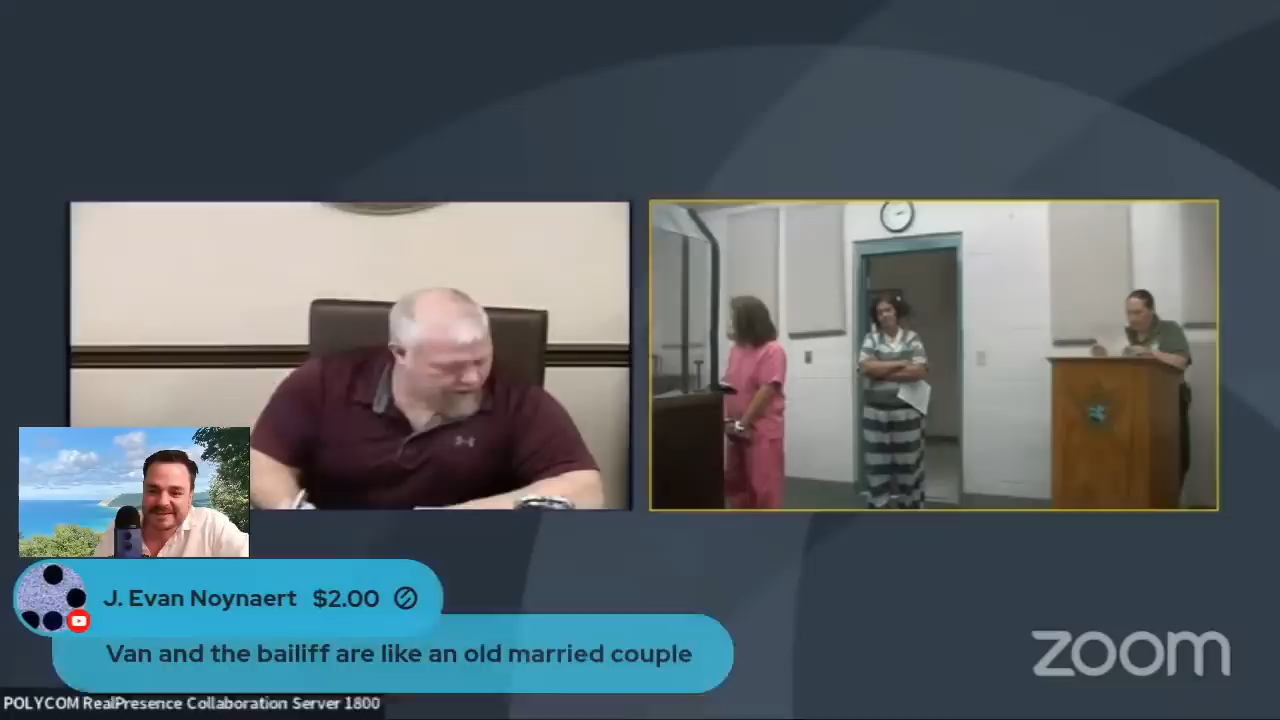 J. Evan Noynaert $2.00
Van and the bailiff are like an old married couple
zoom
POLYCOM RealPresence Collaboration Server 1800